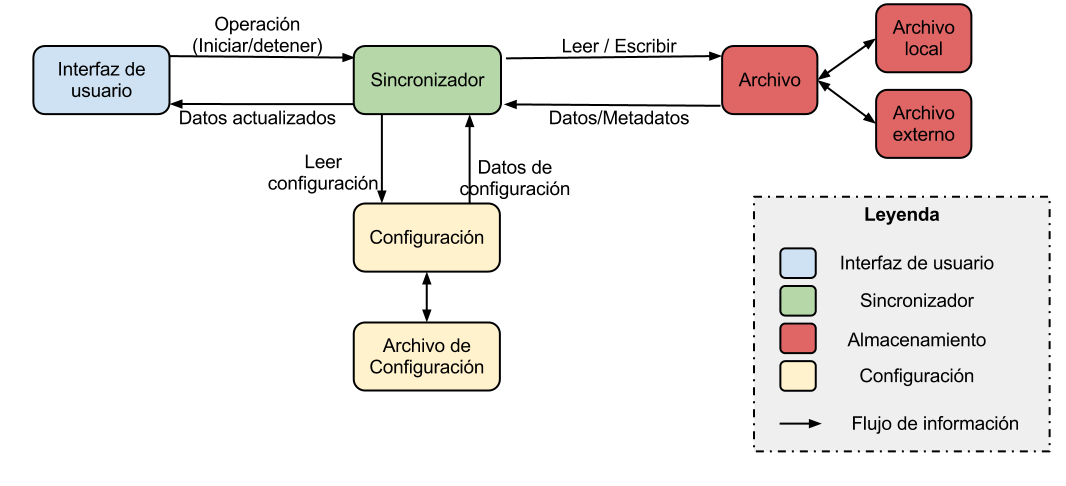 Operación
(Iniciar/detener)
Interfaz de
usuario
Datos actualizados
Sincronizador
Leer / Escribir
Datos/Metadatos
Archivo
Archivo
local
Archivo
externo
Leer
configuración
Datos de
configuración
Configuración
Archivo de
Configuración
Leyenda
Interfaz de usuario
Sincronizador
Almacenamiento
Configuración
Flujo de información